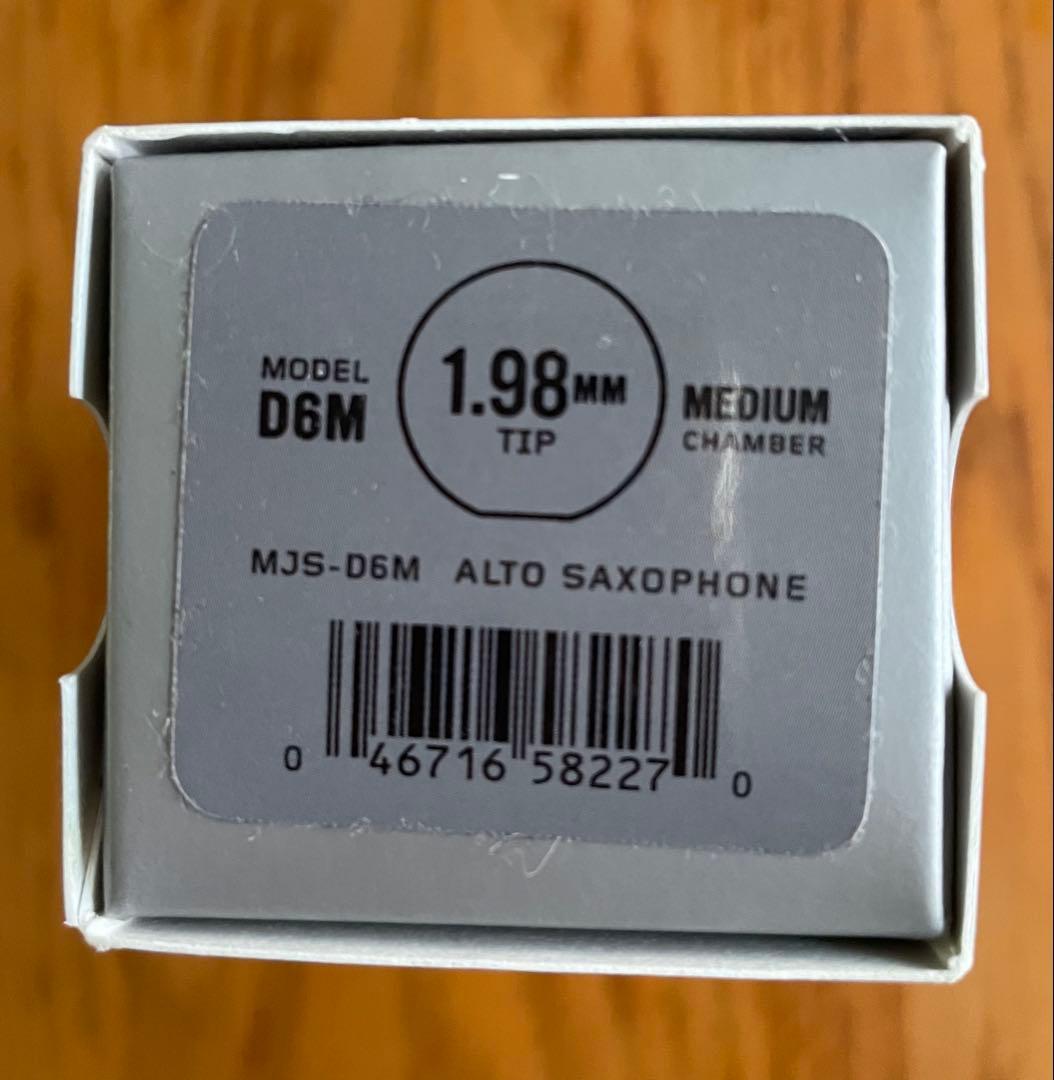 MODEL
D6M
1.98MM
TIP
MEDIUM
CHAMBER
MJS-D6M ALTO SAXOPHONE
0 46716 58227 0